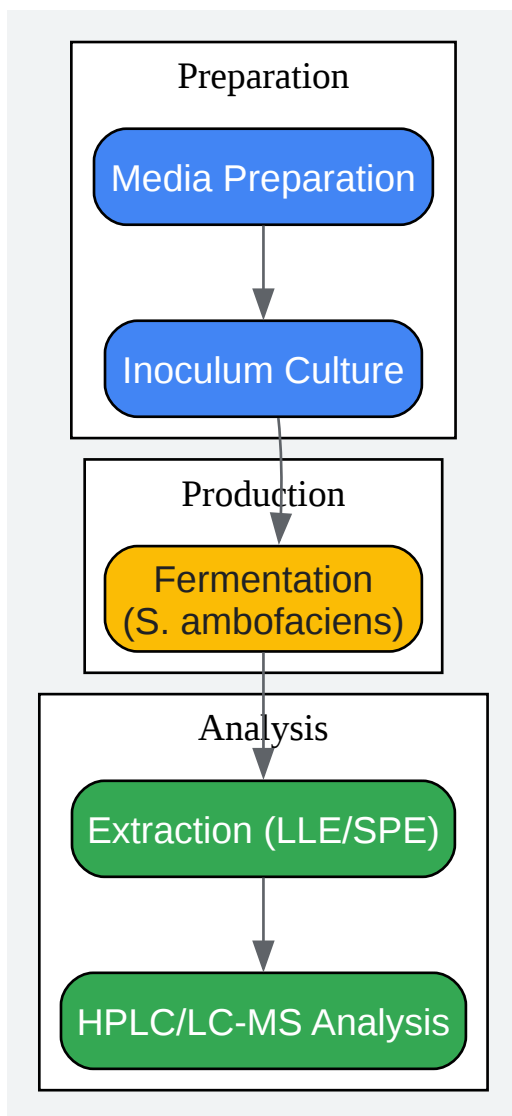 Preparation
Media Preparation
Inoculum Culture
Production
Fermentation
(S. ambofaciens)
Analysis
Extraction (LLE/SPE)
HPLC/LC-MS Analysis